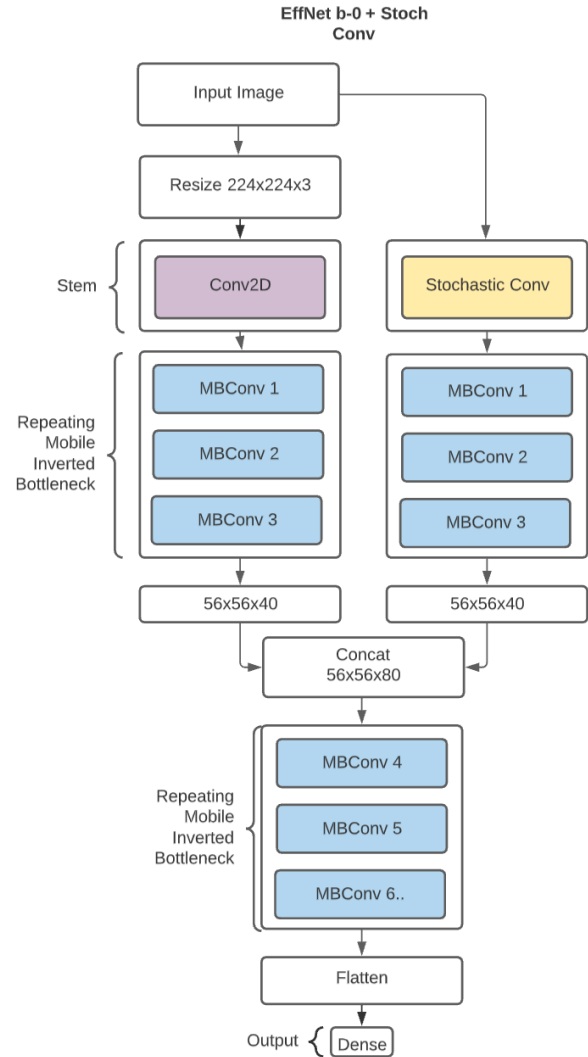 EffNet b-0 + Stoch
Conv
Input Image
Resize 224x224x3
Stem
Conv2D
Stochastic Conv
Repeating
Mobile
Inverted
Bottleneck
MBConv 1
MBConv 2
MBConv 3
MBConv 1
MBConv 2
MBConv 3
56x56x40
56x56x40
Concat
56x56x80
Repeating
Mobile
Inverted
Bottleneck
MBConv 4
MBConv 5
MBConv 6..
Flatten
Output
Dense